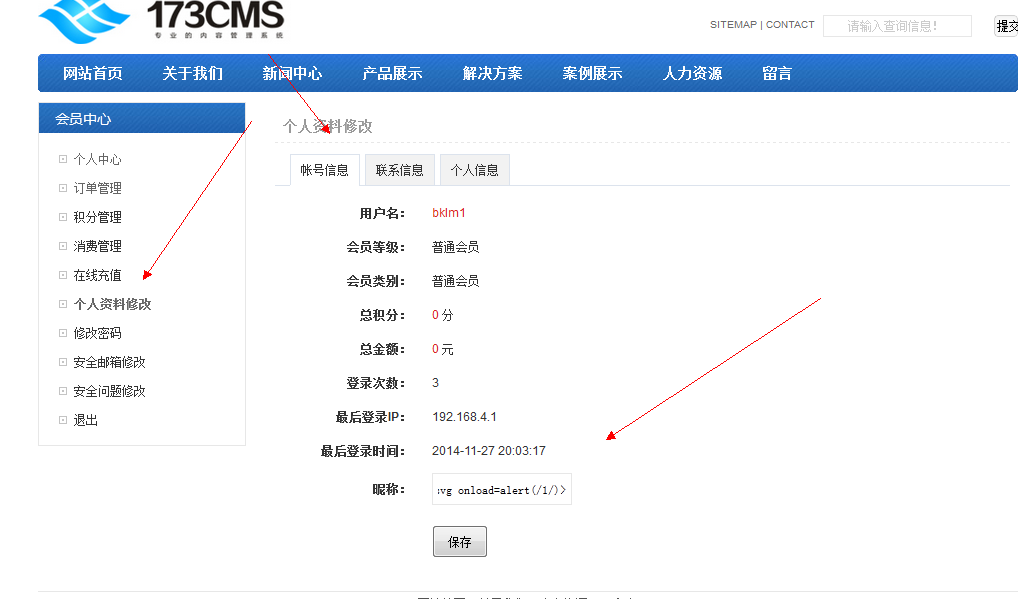 173CMS
专业的内容管理系统
SITEMAP | CONTACT 请输入查询信息! 提交
网站首页 关于我们 新闻中心 产品展示 解决方案 案例展示 人力资源 留言
会员中心
个人中心
订单管理
积分管理
消费管理
在线充值
个人资料修改
修改密码
安全邮箱修改
安全问题修改
退出
个人资料修改
帐号信息 联系信息 个人信息
用户名: bklm1
会员等级: 普通会员
会员类别: 普通会员
总积分: 0 分
总金额: 0 元
登录次数: 3
最后登录IP: 192.168.4.1
最后登录时间: 2014-11-27 20:03:17
昵称: vg onload=alert(/1/)>
保存